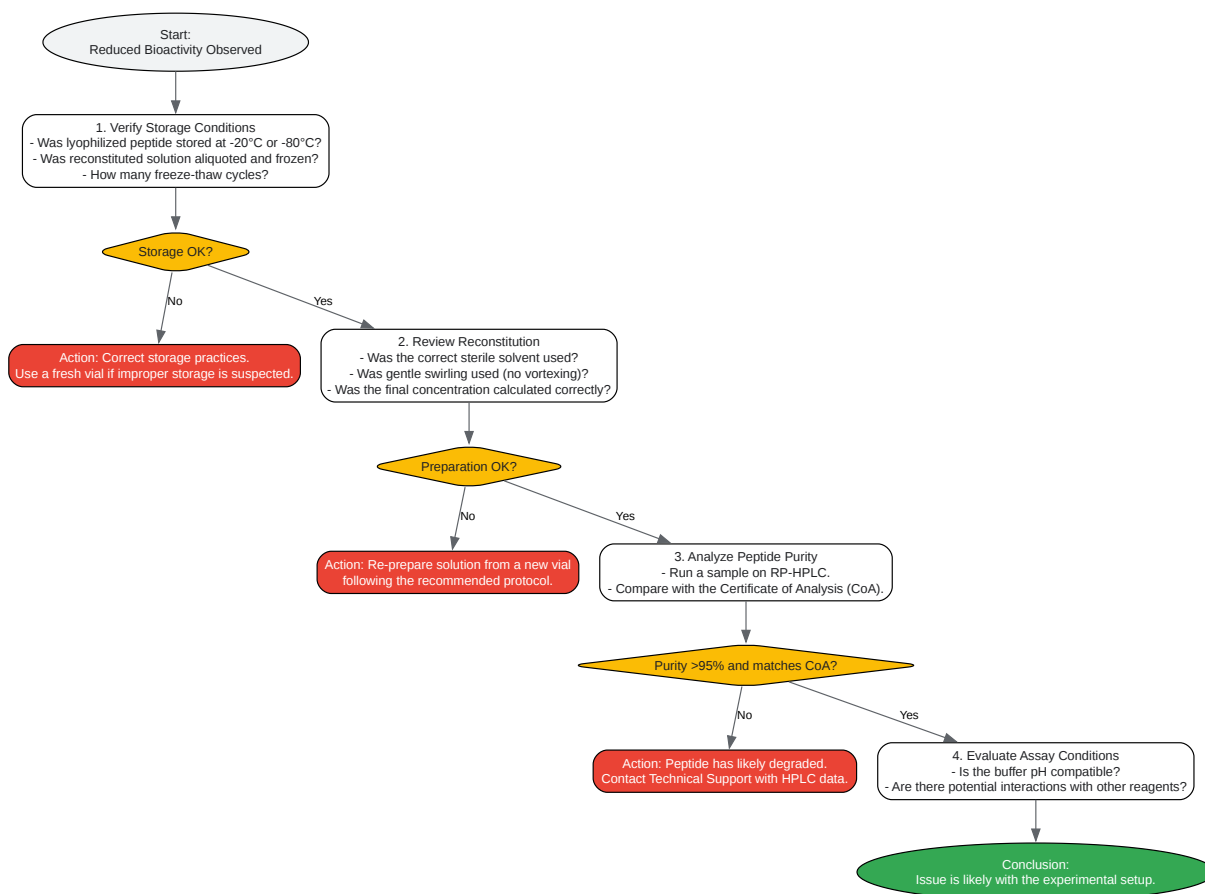 Start:
Reduced Bioactivity Observed
1. Verify Storage Conditions
- Was lyophilized peptide stored at -20°C or -80°C?
- Was reconstituted solution aliquoted and frozen?
- How many freeze-thaw cycles?
Storage OK?
No
Yes
Action: Correct storage practices.
Use a fresh vial if improper storage is suspected.
2. Review Reconstitution
- Was the correct sterile solvent used?
- Was gentle swirling used (no vortexing)?
- Was the final concentration calculated correctly?
Preparation OK?
No
Yes
Action: Re-prepare solution from a new vial
following the recommended protocol.
3. Analyze Peptide Purity
- Run a sample on RP-HPLC.
- Compare with the Certificate of Analysis (CoA).
Purity >95% and matches CoA?
No
Yes
Action: Peptide has likely degraded.
Contact Technical Support with HPLC data.
4. Evaluate Assay Conditions
- Is the buffer pH compatible?
- Are there potential interactions with other reagents?
Conclusion:
Issue is likely with the experimental setup.